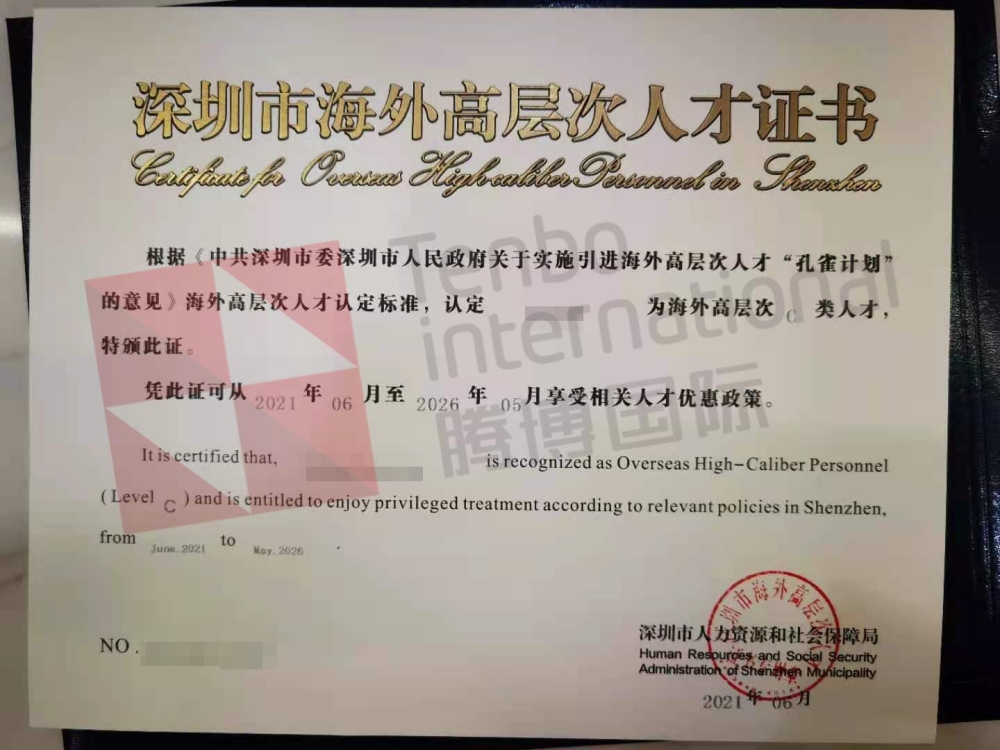 深圳市海外高层次人才证书
Certificate for Overseas High-caliber Personnel in Shenzhen
根据《中共深圳市委深圳市人民政府关于实施引进海外高层次人才“孔雀计划”
的意见》海外高层次人才认定标准，认定 为海外高层次 C 类人才，
特颁此证。
凭此证可从 2021 年 06 月至 2026 年 05 月享受相关人才优惠政策。
It is certified that, is recognized as Overseas High-Caliber Personnel
( Level C ) and is entitled to enjoy privileged treatment according to relevant policies in Shenzhen,
from June.2021 to May.2026 .
NO .
深圳市人力资源和社会保障局
Human Resources and Social Security
Administration of Shenzhen Municipality
2021 年 06 月
圳市海外高层次人
Tenbo
international
腾博国际